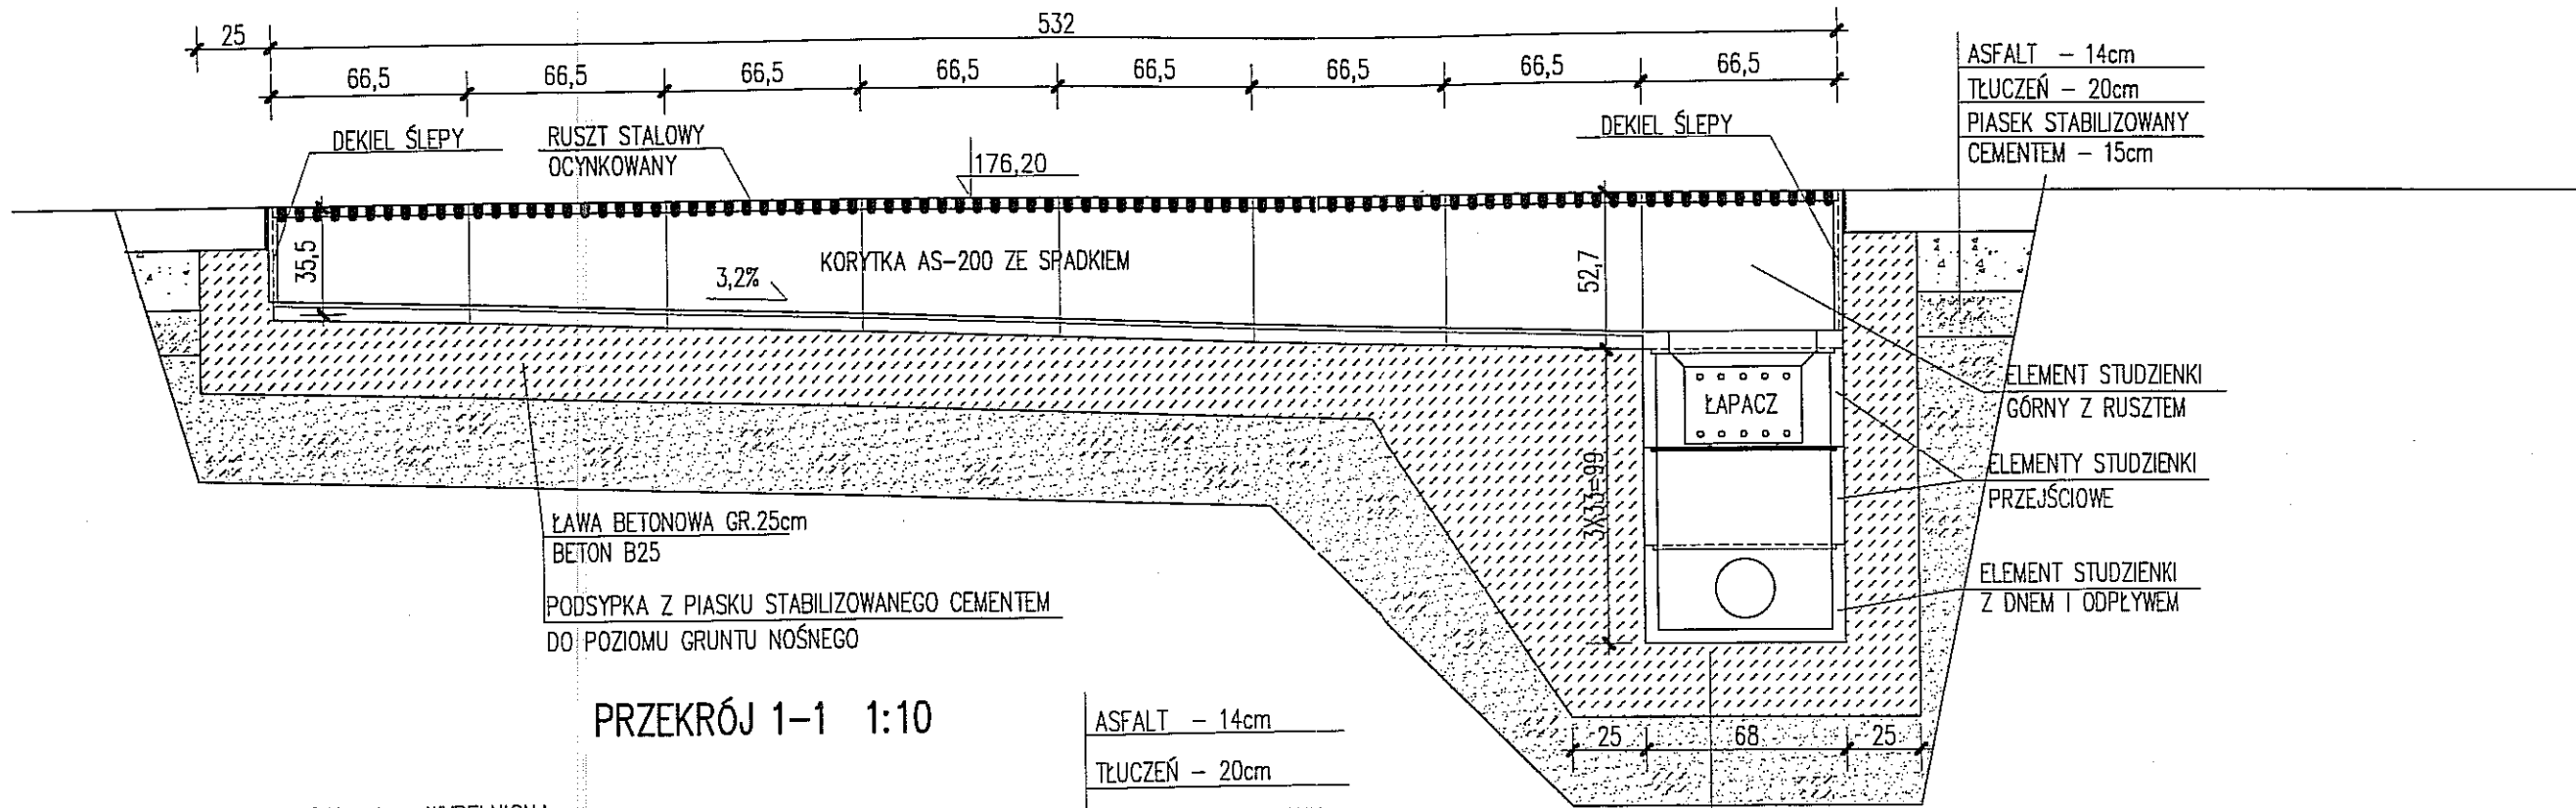 532
25
66,5 66,5 66,5 66,5 66,5 66,5 66,5 66,5
ASFALT – 14cm
TŁUCZEŃ – 20cm
PIASEK STABILIZOWANY
CEMENTEM – 15cm
DEKIEL ŚLEPY
RUSZT STALOWY
OCYNKOWANY
176,20
DEKIEL ŚLEPY
35,5
3,2%
KORYTKA AS–200 ZE SPADKIEM
52,7
ŁAPACZ
ELEMENT STUDZIENKI
GÓRNY Z RUSZTEM
ELEMENTY STUDZIENKI
PRZEJŚCIOWE
3X33=99
ŁAWA BETONOWA GR.25cm
BETON B25
PODSYPKA Z PIASKU STABILIZOWANEGO CEMENTEM
DO POZIOMU GRUNTU NOŚNEGO
ELEMENT STUDZIENKI
Z DNEM I ODPŁYWEM
PRZEKRÓJ 1–1 1:10
ASFALT – 14cm
TŁUCZEŃ – 20cm
25 68 25